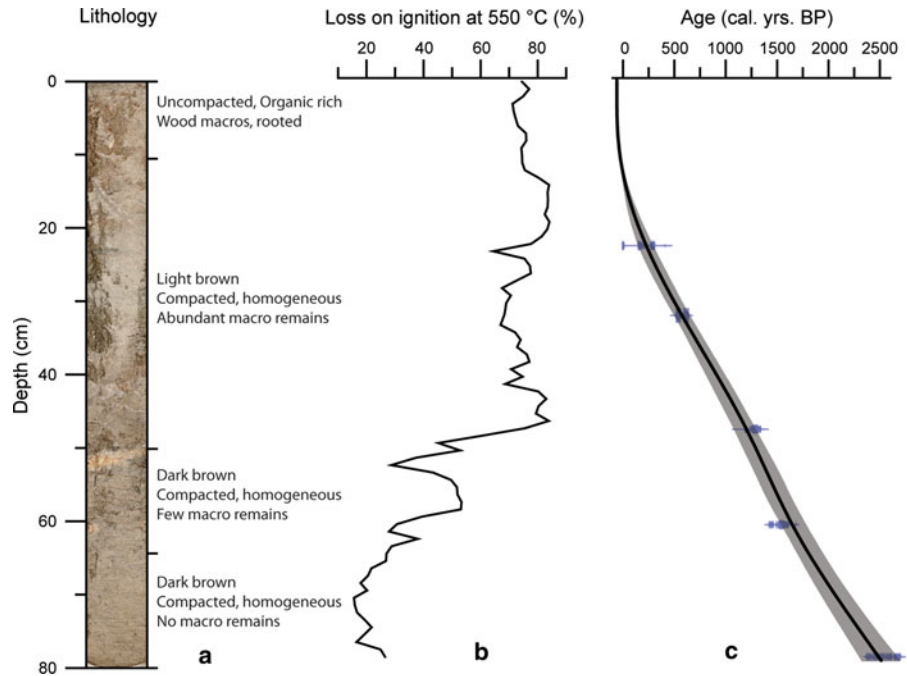 Lithology
Loss on ignition at 550 °C (%)
Age (cal. yrs. BP)
20 40 60 80
0 500 1000 1500 2000 2500
Depth (cm)
0
20
40
60
80
Uncompacted, Organic rich
Wood macros, rooted
Light brown
Compacted, homogeneous
Abundant macro remains
Dark brown
Compacted, homogeneous
Few macro remains
Dark brown
Compacted, homogeneous
No macro remains
a
b
c